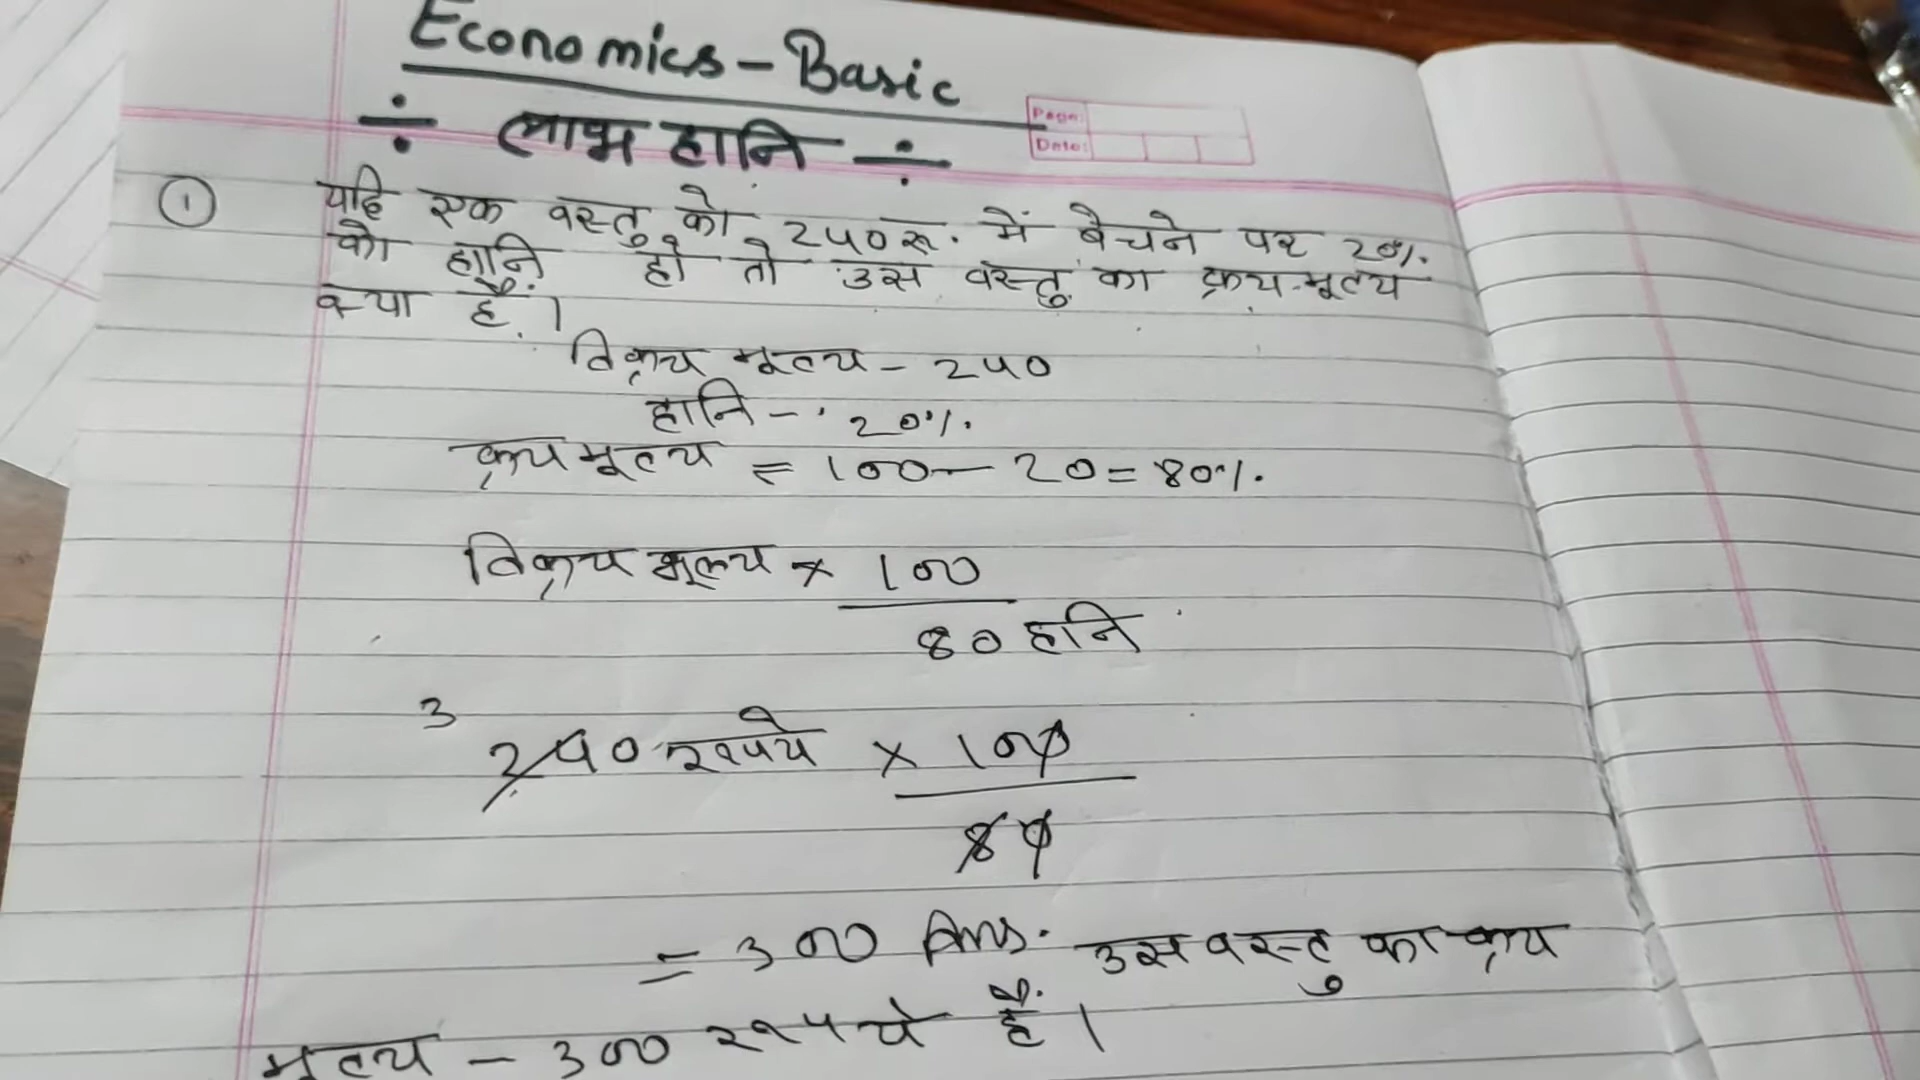 Economics - Basic
÷ लाभ हानि ÷
Page:
Date:
① यदि एक वस्तु को 240 रू. में बेचने पर 20%
की हानि हो तो उस वस्तु का क्रय-मूल्य
क्या है।
विक्रय मूल्य - 240
हानि - 20%.
क्रय मूल्य = 100 - 20 = 80%.
विक्रय मूल्य × 100
80 हानि
3
240 रुपये × 100
80
= 300 Ans. उस वस्तु का क्रय
मूल्य - 300 रुपये है।